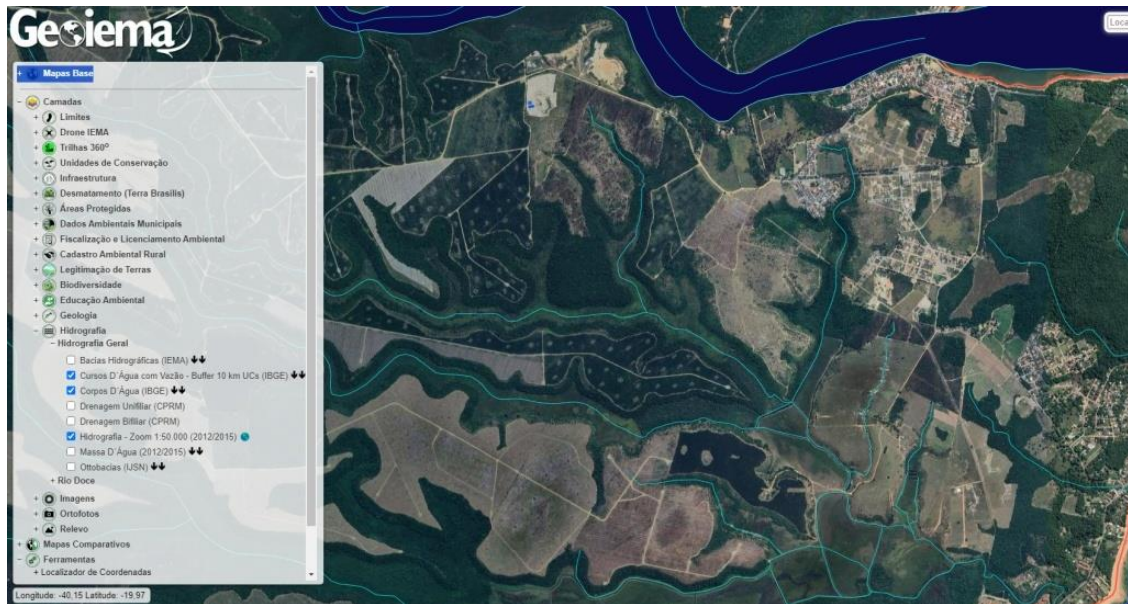 Geoiema
Loca
+ Mapas Base
− Camadas
+ Limites
+ Drone IEMA
+ Trilhas 360º
+ Unidades de Conservação
+ Infraestrutura
+ Desmatamento (Terra Brasilis)
+ Áreas Protegidas
+ Dados Ambientais Municipais
+ Fiscalização e Licenciamento Ambiental
+ Cadastro Ambiental Rural
+ Legitimação de Terras
+ Biodiversidade
+ Educação Ambiental
+ Geologia
− Hidrografia
− Hidrografia Geral
Bacias Hidrográficas (IEMA)
Cursos D´Água com Vazão - Buffer 10 km UCs (IBGE)
Corpos D´Água (IBGE)
Drenagem Unifiliar (CPRM)
Drenagem Bifiliar (CPRM)
Hidrografia - Zoom 1:50.000 (2012/2015)
Massa D´Água (2012/2015)
Ottobacias (IJSN)
+ Rio Doce
+ Imagens
+ Ortofotos
+ Relevo
+ Mapas Comparativos
− Ferramentas
+ Localizador de Coordenadas
Longitude: -40,15 Latitude: -19,97